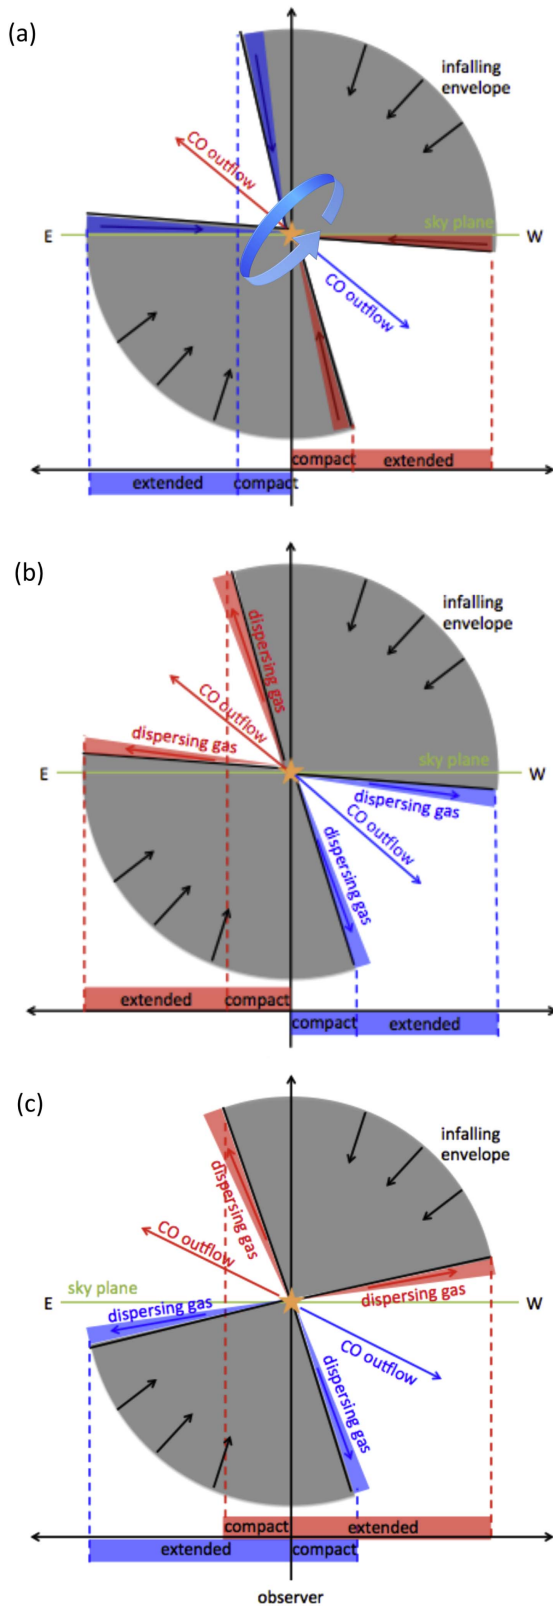 (a)
infalling
envelope
CO outflow
sky plane
E
W
CO outflow
compact
extended
extended
compact
(b)
infalling
envelope
dispersing gas
CO outflow
dispersing gas
sky plane
E
W
dispersing gas
CO outflow
dispersing gas
extended
compact
compact
extended
(c)
infalling
envelope
dispersing gas
CO outflow
sky plane
dispersing gas
E
W
dispersing gas
CO outflow
dispersing gas
compact
extended
extended
compact
observer